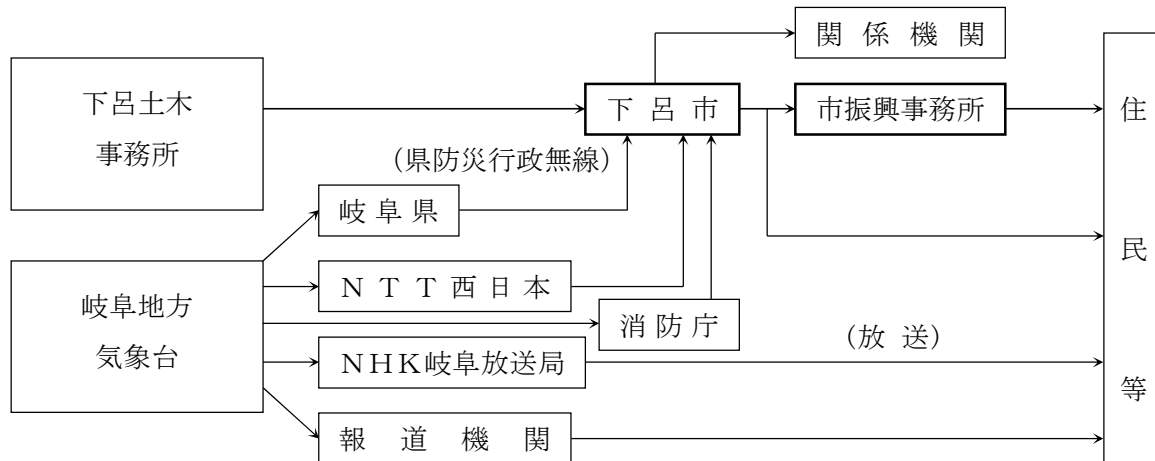 関係機関
下呂土木
事務所
下呂市
市振興事務所
住民等
（県防災行政無線）
岐阜県
岐阜地方
気象台
ＮＴＴ西日本
消防庁
（放送）
ＮＨＫ岐阜放送局
報道機関